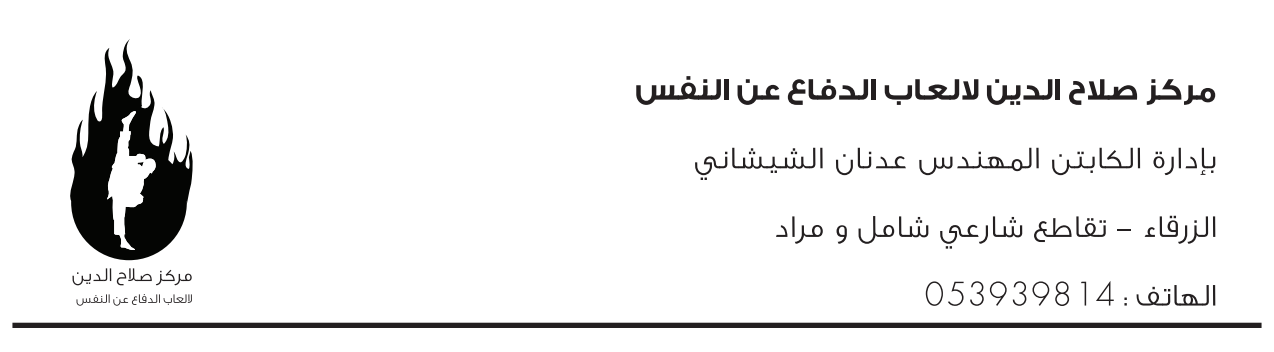 مركز صلاح الدين لالعاب الدفاع عن النفس
بإدارة الكابتن المهندس عدنان الشيشاني
الزرقاء – تقاطع شارعي شامل و مراد
الهاتف : 053939814
مركز صلاح الدين
لالعاب الدفاع عن النفس